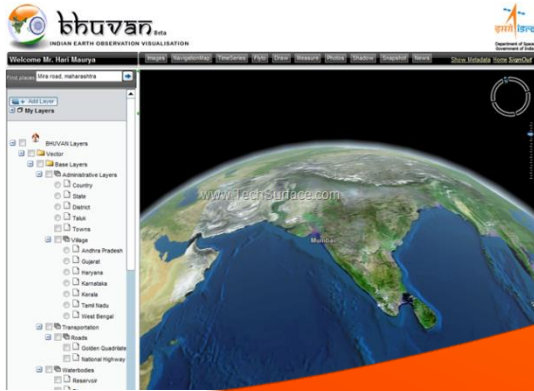 bhuvan Beta
INDIAN EARTH OBSERVATION VISUALISATION
इसरो isro
Department of Space
Government of India
Welcome Mr. Hari Maurya
Images NavigationMap TimeSeries Flyto Draw Measure Photos Shadow Snapshot News
Show Metadata Home SignOut
Find places Mira road, maharashtra
Add Layer
My Layers
BHUVAN Layers
Vector
Base Layers
Administrative Layers
Country
State
District
Taluk
Towns
Village
Andhra Pradesh
Gujarat
Haryana
Karnataka
Kerala
Tamil Nadu
West Bengal
Transportation
Roads
Golden Quadrilate
National Highway
Waterbodies
Reservoir
www.TechSurface.com
Mumbai